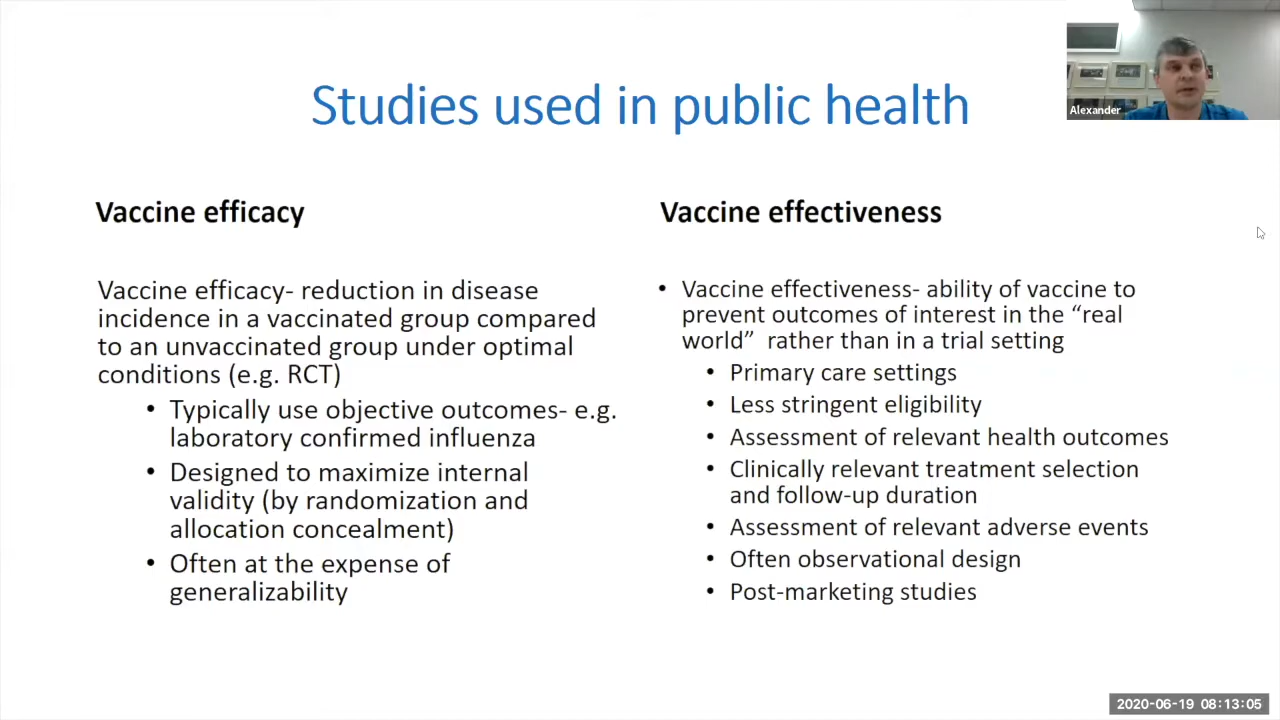 Studies used in public health
Alexander
Vaccine efficacy
Vaccine efficacy- reduction in disease
incidence in a vaccinated group compared
to an unvaccinated group under optimal
conditions (e.g. RCT)
• Typically use objective outcomes- e.g.
laboratory confirmed influenza
• Designed to maximize internal
validity (by randomization and
allocation concealment)
• Often at the expense of
generalizability
Vaccine effectiveness
• Vaccine effectiveness- ability of vaccine to
prevent outcomes of interest in the “real
world”  rather than in a trial setting
• Primary care settings
• Less stringent eligibility
• Assessment of relevant health outcomes
• Clinically relevant treatment selection
and follow-up duration
• Assessment of relevant adverse events
• Often observational design
• Post-marketing studies
2020-06-19 08:13:05